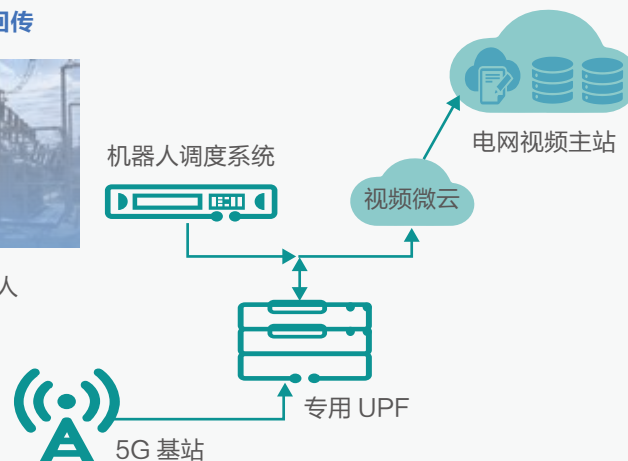 回传
机器人调度系统
电网视频主站
视频微云
人
专用 UPF
5G 基站